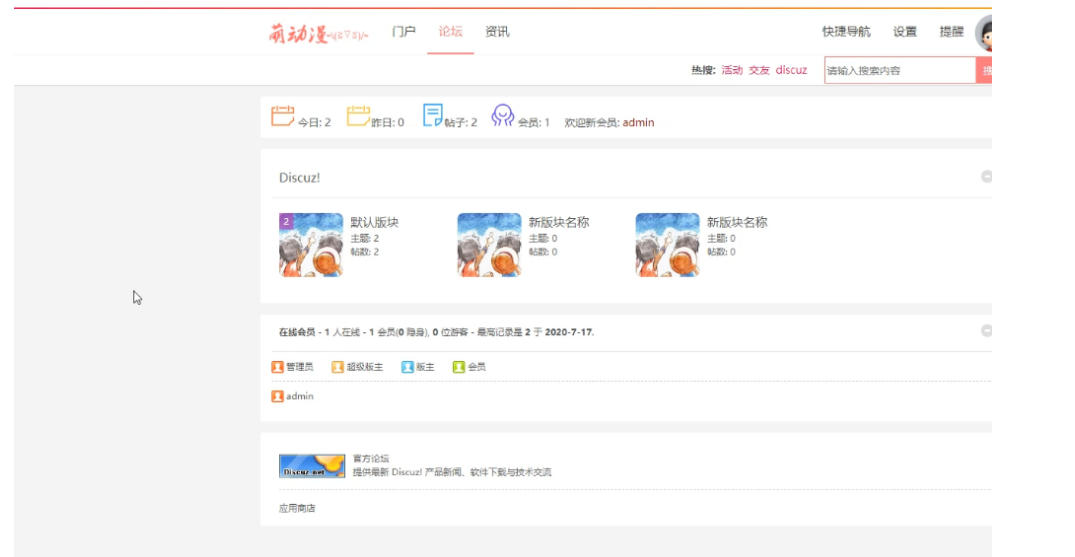 萌动漫 门户 论坛 资讯 快捷导航 设置 提醒
热搜: 活动 交友 discuz 请输入搜索内容
今日: 2 昨日: 0 帖子: 2 会员: 1 欢迎新会员: admin
Discuz!
2 默认版块 新版块名称 新版块名称
主题: 2 主题: 0 主题: 0
帖数: 2 帖数: 0 帖数: 0
在线会员 - 1 人在线 - 1 会员(0 隐身), 0 位游客 - 最高记录是 2 于 2020-7-17.
管理员 超级版主 版主 会员
admin
官方论坛
Discuz.net 提供最新 Discuz! 产品新闻、软件下载与技术交流
应用商店